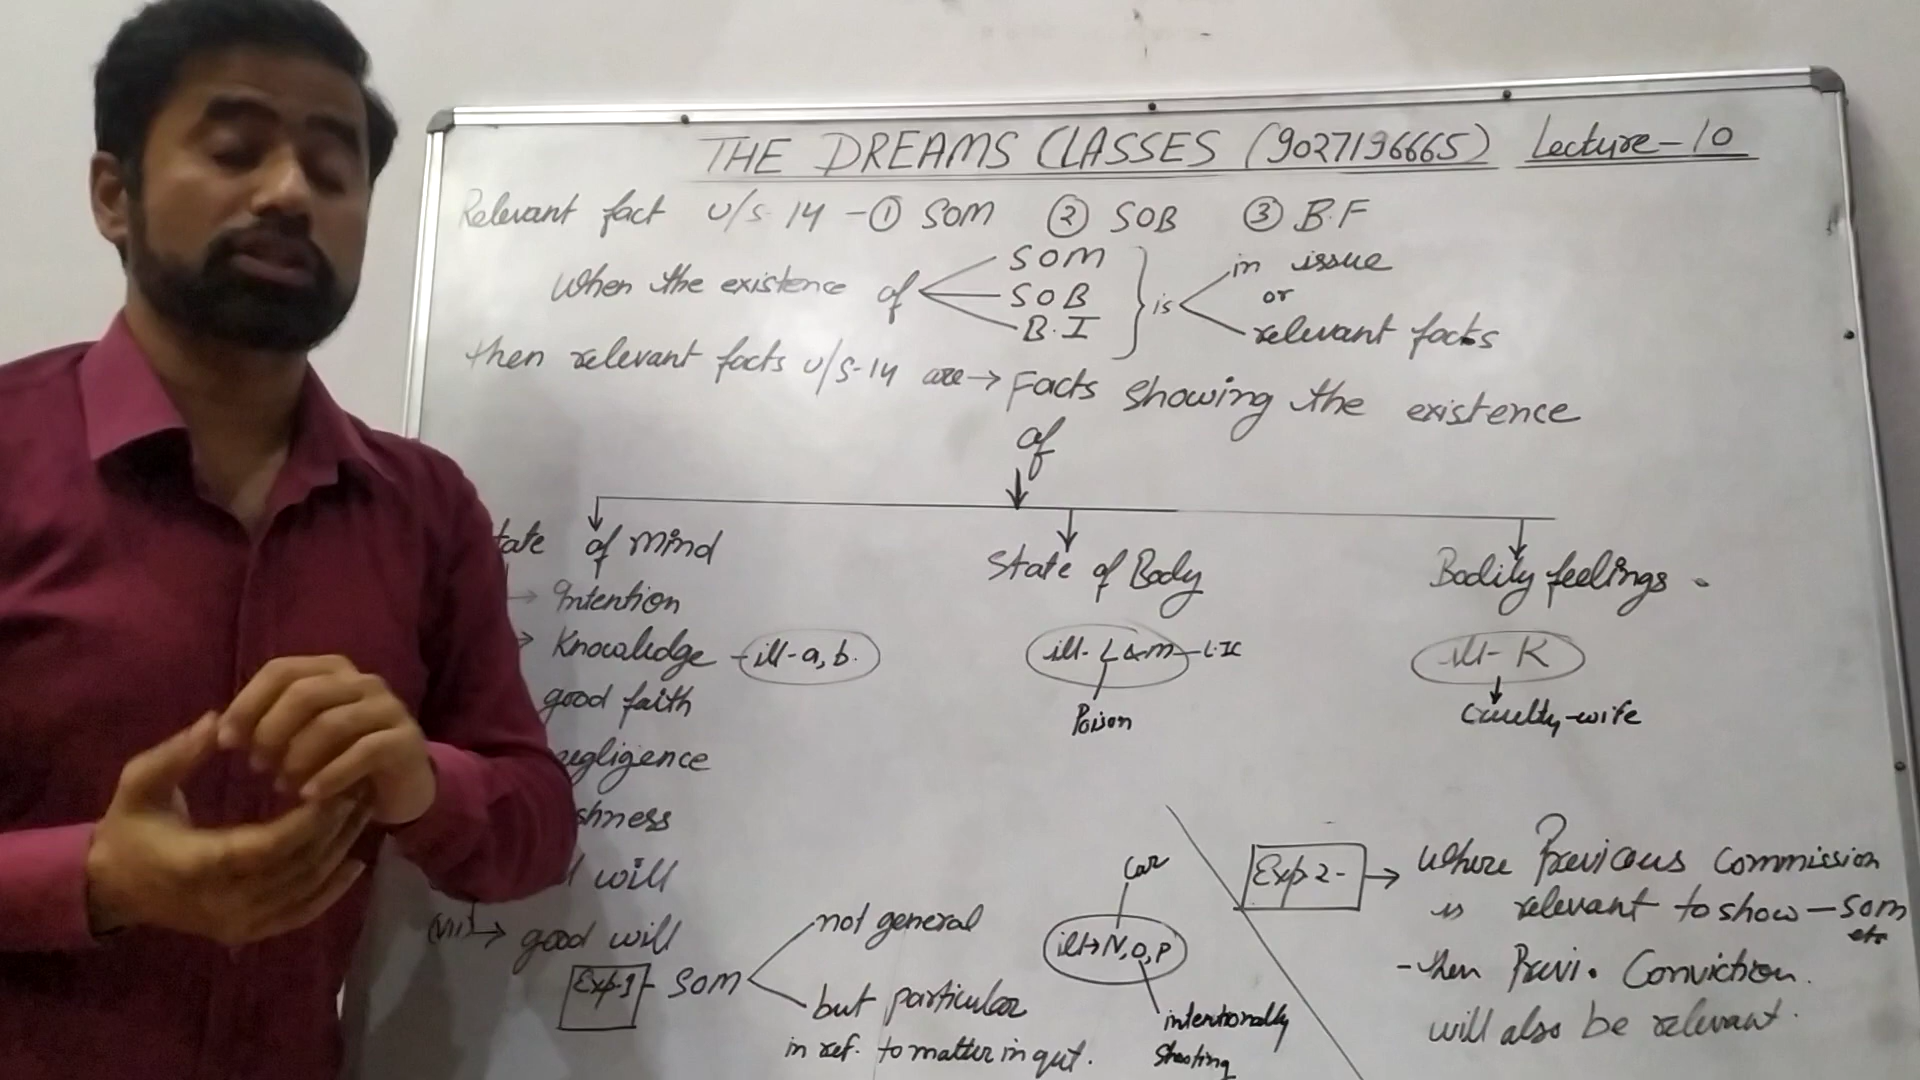 THE DREAMS CLASSES (9027196665) Lecture-10
Relevant fact u/s 14 - ① SOM ② SOB ③ B.F
When the existence of
SOM
SOB
B.I
is
in issue
or
relevant facts
then relevant facts u/s-14 are → Facts showing the existence
of
tate of Mind
→ Intention
→ Knowledge - ill-a, b.
good faith
negligence
shness
will
(vii) → good will
State of Body
ill- L & m - LIC
Poison
Bodily feelings
ill- K
Cruelty-wife
Exp-1 - SOM
not general
but particular
in ref. to matter in qut.
Car
ill→ N, O, P
intentionally
Shooting
Exp 2- → Where Previous Commission
is relevant to show - SOM
etc
- then Previ. Conviction.
will also be relevant.